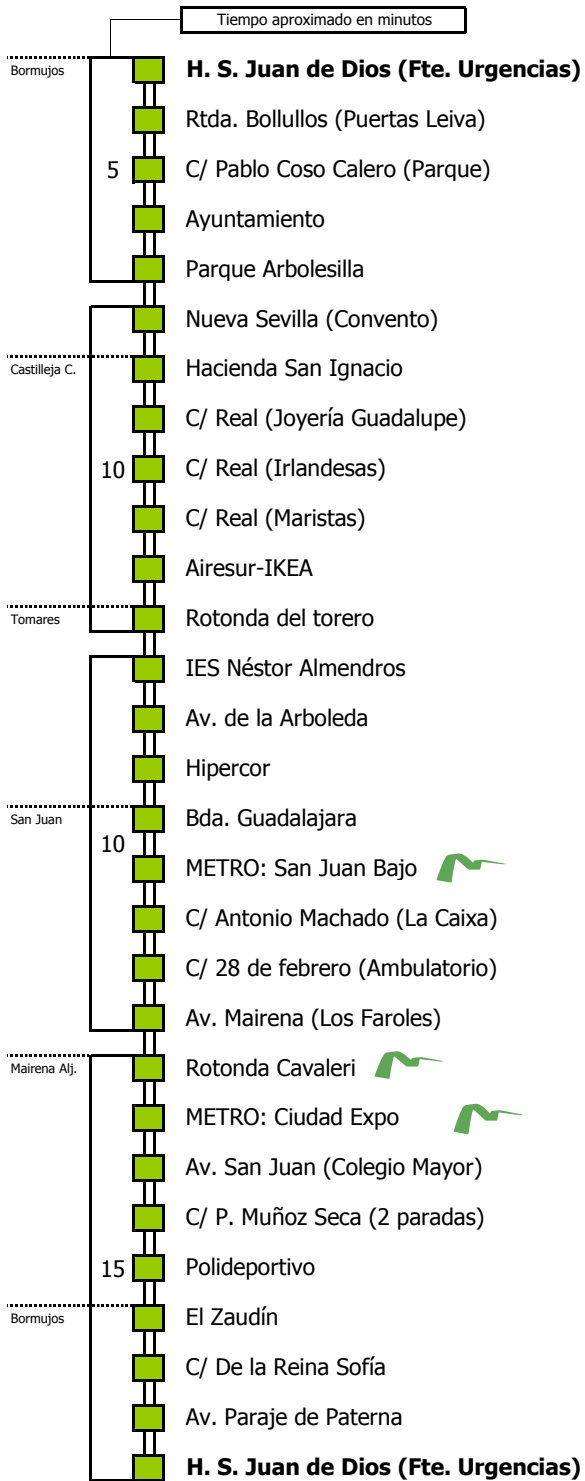 Tiempo aproximado en minutos
Bormujos
H. S. Juan de Dios (Fte. Urgencias)
Rtda. Bollullos (Puertas Leiva)
5
C/ Pablo Coso Calero (Parque)
Ayuntamiento
Parque Arbolesilla
Nueva Sevilla (Convento)
Castilleja C.
Hacienda San Ignacio
C/ Real (Joyería Guadalupe)
10
C/ Real (Irlandesas)
C/ Real (Maristas)
Airesur-IKEA
Tomares
Rotonda del torero
IES Néstor Almendros
Av. de la Arboleda
Hipercor
San Juan
Bda. Guadalajara
10
METRO: San Juan Bajo
C/ Antonio Machado (La Caixa)
C/ 28 de febrero (Ambulatorio)
Av. Mairena (Los Faroles)
Mairena Alj.
Rotonda Cavaleri
METRO: Ciudad Expo
Av. San Juan (Colegio Mayor)
C/ P. Muñoz Seca (2 paradas)
15
Polideportivo
Bormujos
El Zaudín
C/ De la Reina Sofía
Av. Paraje de Paterna
H. S. Juan de Dios (Fte. Urgencias)